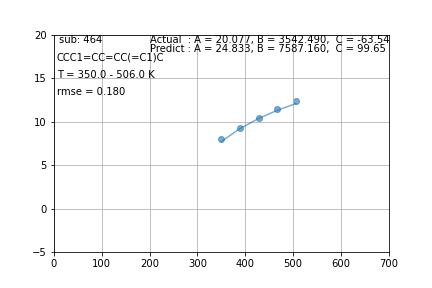 sub: 464
Actual : A = 20.077, B = 3542.490, C = -63.54
Predict : A = 24.833, B = 7587.160, C = 99.65
CCC1=CC=CC(=C1)C
T = 350.0 - 506.0 K
rmse = 0.180
20
15
10
5
0
−5
0 100 200 300 400 500 600 700